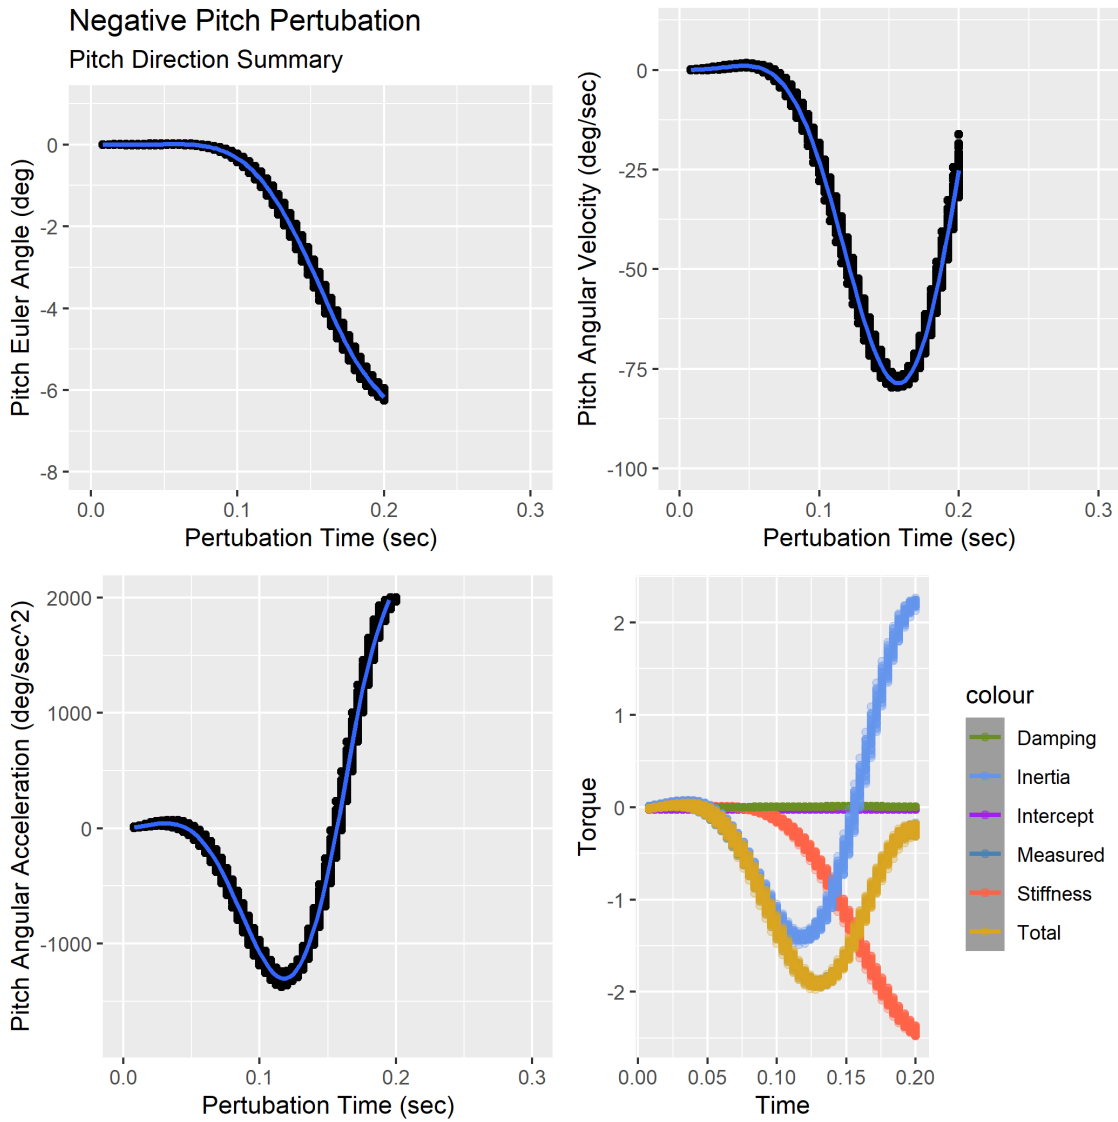 Negative Pitch Pertubation
Pitch Direction Summary
Pitch Euler Angle (deg)
0
-2
-4
-6
-8
0.0 0.1 0.2 0.3
Pertubation Time (sec)
Pitch Angular Velocity (deg/sec)
0
-25
-50
-75
-100
0.0 0.1 0.2 0.3
Pertubation Time (sec)
Pitch Angular Acceleration (deg/sec^2)
2000
1000
0
-1000
0.0 0.1 0.2 0.3
Pertubation Time (sec)
Torque
2
1
0
-1
-2
0.00 0.05 0.10 0.15 0.20
Time
colour
Damping
Inertia
Intercept
Measured
Stiffness
Total